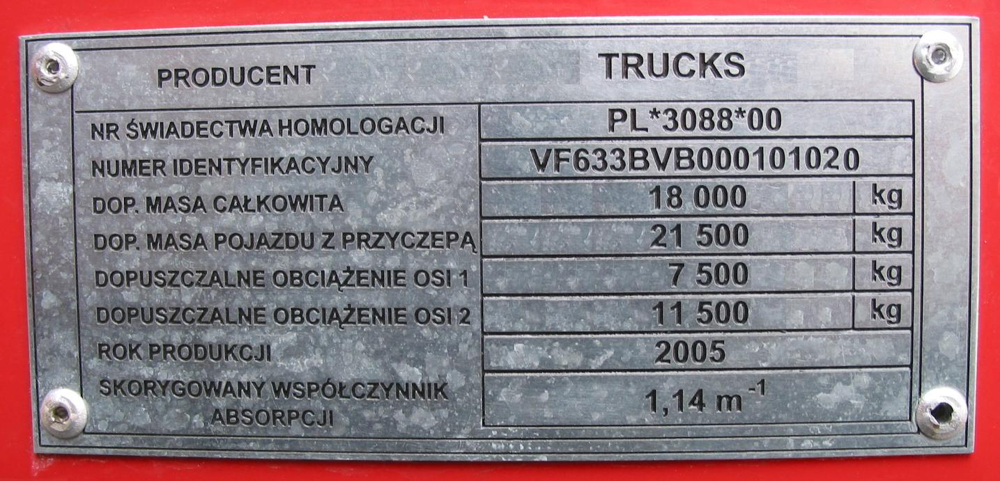 PRODUCENT TRUCKS
NR ŚWIADECTWA HOMOLOGACJI PL*3088*00
NUMER IDENTYFIKACYJNY VF633BVB000101020
DOP. MASA CAŁKOWITA 18 000 kg
DOP. MASA POJAZDU Z PRZYCZEPĄ 21 500 kg
DOPUSZCZALNE OBCIĄŻENIE OSI 1 7 500 kg
DOPUSZCZALNE OBCIĄŻENIE OSI 2 11 500 kg
ROK PRODUKCJI 2005
SKORYGOWANY WSPÓŁCZYNNIK
ABSORPCJI 1,14 m⁻¹